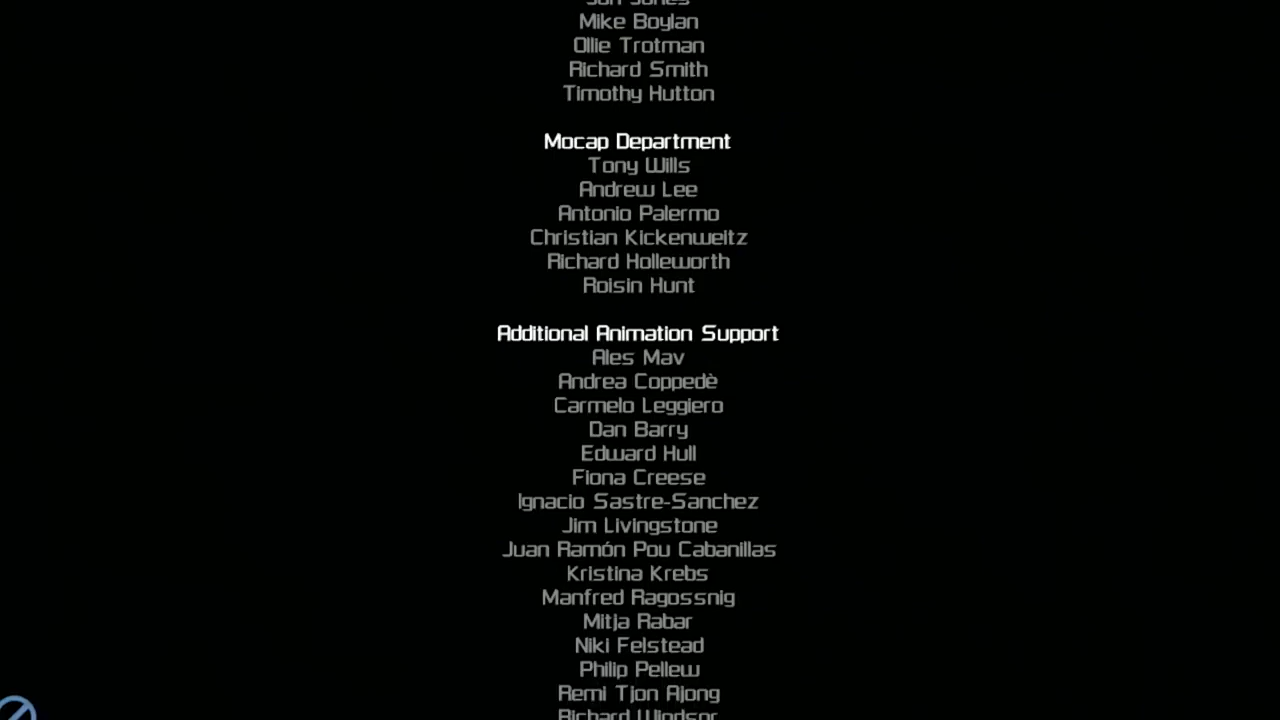 Mike Boylan
Ollie Trotman
Richard Smith
Timothy Hutton
Mocap Department
Tony Wills
Andrew Lee
Antonio Palermo
Christian Kickenweitz
Richard Holleworth
Roisin Hunt
Additional Animation Support
Ales Mav
Andrea Coppedè
Carmelo Leggiero
Dan Barry
Edward Hull
Fiona Creese
Ignacio Sastre-Sanchez
Jim Livingstone
Juan Ramón Pou Cabanillas
Kristina Krebs
Manfred Ragossnig
Mitja Rabar
Niki Felstead
Philip Pellew
Remi Tjon Ajong
Richard Windsor